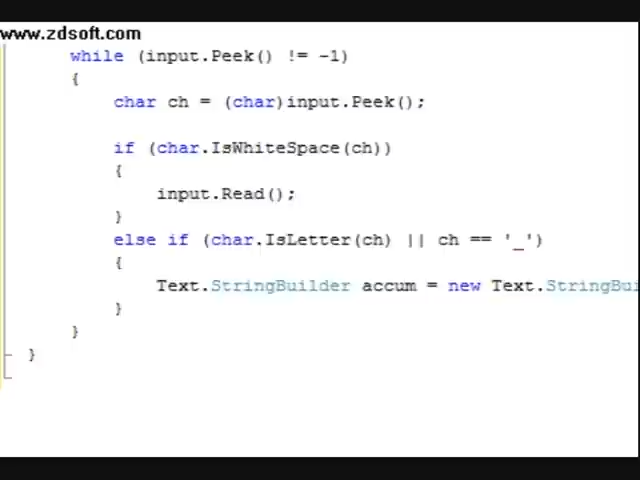 www.zdsoft.com
while (input.Peek() != -1)
{
char ch = (char)input.Peek();
if (char.IsWhiteSpace(ch))
{
input.Read();
}
else if (char.IsLetter(ch) || ch == '_')
{
Text.StringBuilder accum = new Text.StringBui
}
}
}